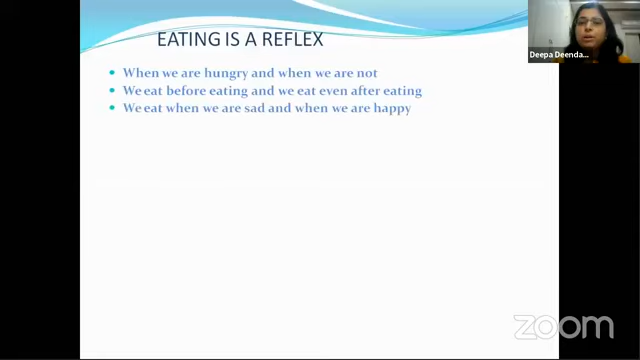 EATING IS A REFLEX
When we are hungry and when we are not
We eat before eating and we eat even after eating
We eat when we are sad and when we are happy
Deepa Deenda...
zoom